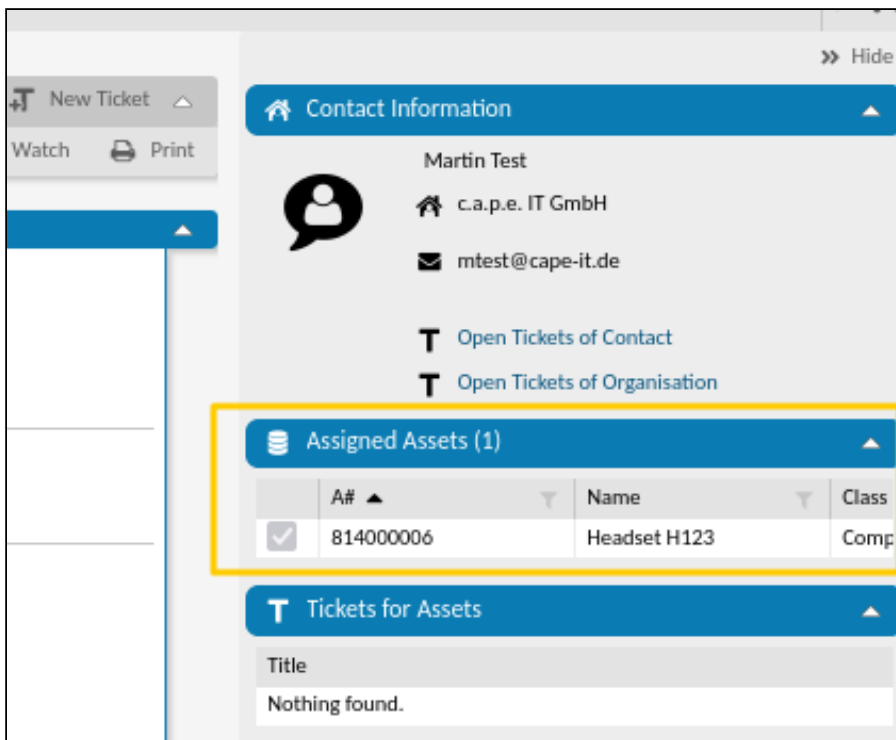 Hide
New Ticket
Watch Print
Contact Information
Martin Test
c.a.p.e. IT GmbH
mtest@cape-it.de
Open Tickets of Contact
Open Tickets of Organisation
Assigned Assets (1)
A# Name Class
814000006 Headset H123 Comp
Tickets for Assets
Title
Nothing found.